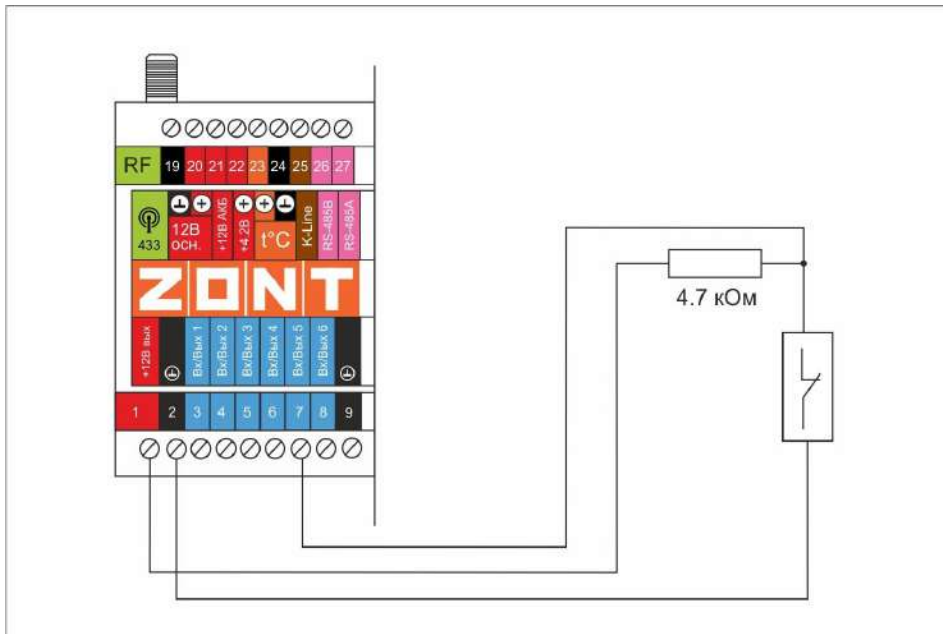 RF 19 20 21 22 23 24 25 26 27
433
12В
осн.
+12В АКБ
+4.2В
t°C
K-Line
RS-485B
RS-485A
ZONT
+12В вых
Вх/Вых 1
Вх/Вых 2
Вх/Вых 3
Вх/Вых 4
Вх/Вых 5
Вх/Вых 6
1 2 3 4 5 6 7 8 9
4.7 кОм